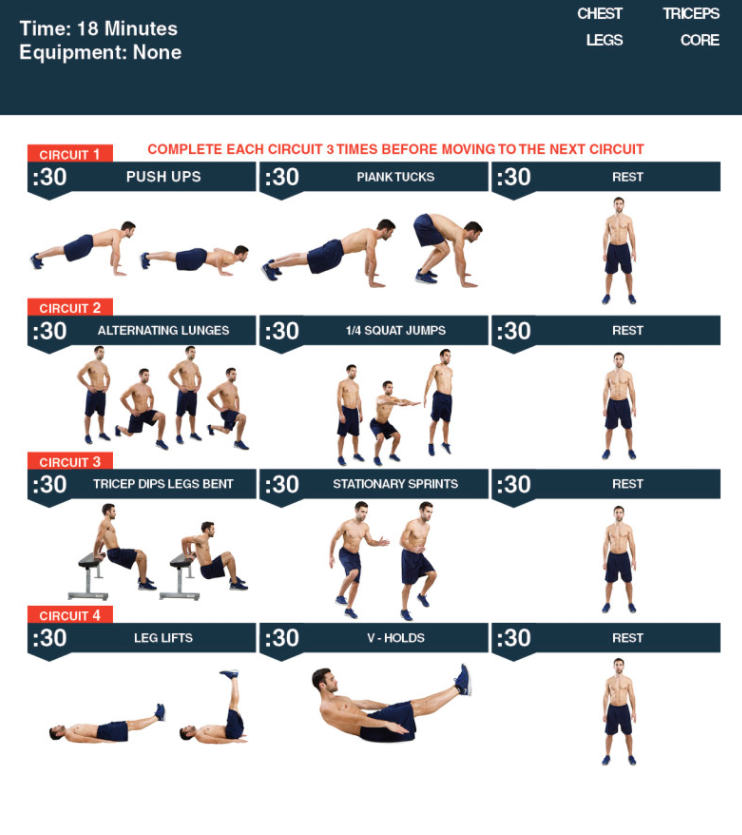 Time: 18 Minutes
Equipment: None
CHEST TRICEPS
LEGS CORE
CIRCUIT 1 COMPLETE EACH CIRCUIT 3 TIMES BEFORE MOVING TO THE NEXT CIRCUIT
:30 PUSH UPS :30 PIANK TUCKS :30 REST
CIRCUIT 2
:30 ALTERNATING LUNGES :30 1/4 SQUAT JUMPS :30 REST
CIRCUIT 3
:30 TRICEP DIPS LEGS BENT :30 STATIONARY SPRINTS :30 REST
CIRCUIT 4
:30 LEG LIFTS :30 V - HOLDS :30 REST